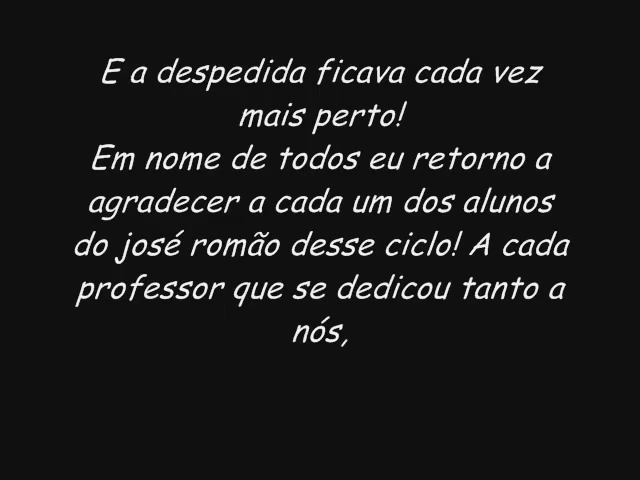 E a despedida ficava cada vez
mais perto!
Em nome de todos eu retorno a
agradecer a cada um dos alunos
do josé romão desse ciclo! A cada
professor que se dedicou tanto a
nós,